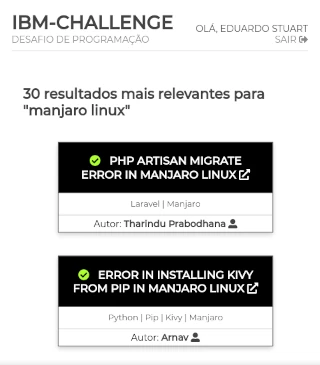 IBM-CHALLENGE
DESAFIO DE PROGRAMAÇÃO
OLÁ, EDUARDO STUART
SAIR
30 resultados mais relevantes para
"manjaro linux"
PHP ARTISAN MIGRATE
ERROR IN MANJARO LINUX
Laravel | Manjaro
Autor: Tharindu Prabodhana
ERROR IN INSTALLING KIVY
FROM PIP IN MANJARO LINUX
Python | Pip | Kivy | Manjaro
Autor: Arnav